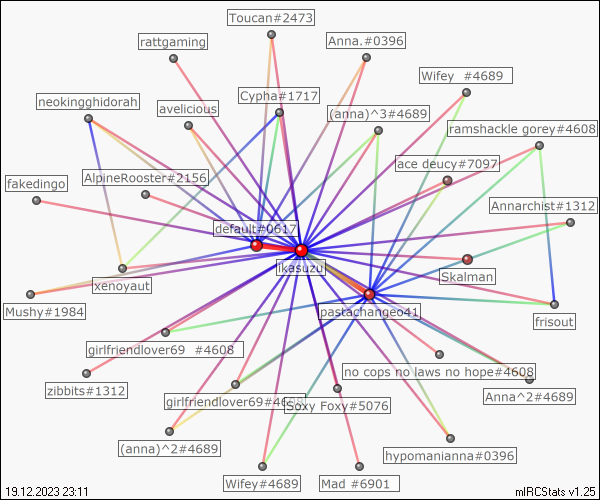 Toucan#2473
rattgaming
Anna.#0396
Wifey #4689
neokingghidorah
Cypha#1717
avelicious
(anna)^3#4689
ramshackle gorey#4608
ace deucy#7097
fakedingo
AlpineRooster#2156
Annarchist#1312
default#0617
ikasuzu
Skalman
xenoyaut
Mushy#1984
pastachangeo41
frisout
girlfriendlover69 #4608
no cops no laws no hope#4608
zibbits#1312
girlfriendlover69#4608
Soxy Foxy#5076
Anna^2#4689
(anna)^2#4689
hypomanianna#0396
Wifey#4689
Mad #6901
19.12.2023 23:11
mIRCStats v1.25